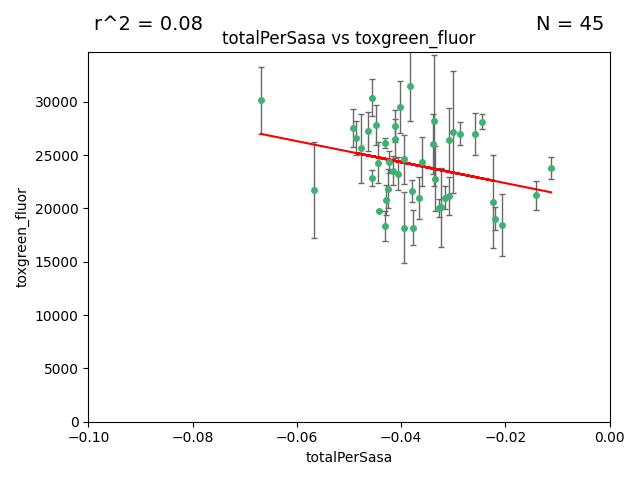 r^2 = 0.08
N = 45
totalPerSasa vs toxgreen_fluor
30000
25000
20000
15000
10000
5000
0
toxgreen_fluor
−0.10
−0.08
−0.06
−0.04
−0.02
0.00
totalPerSasa